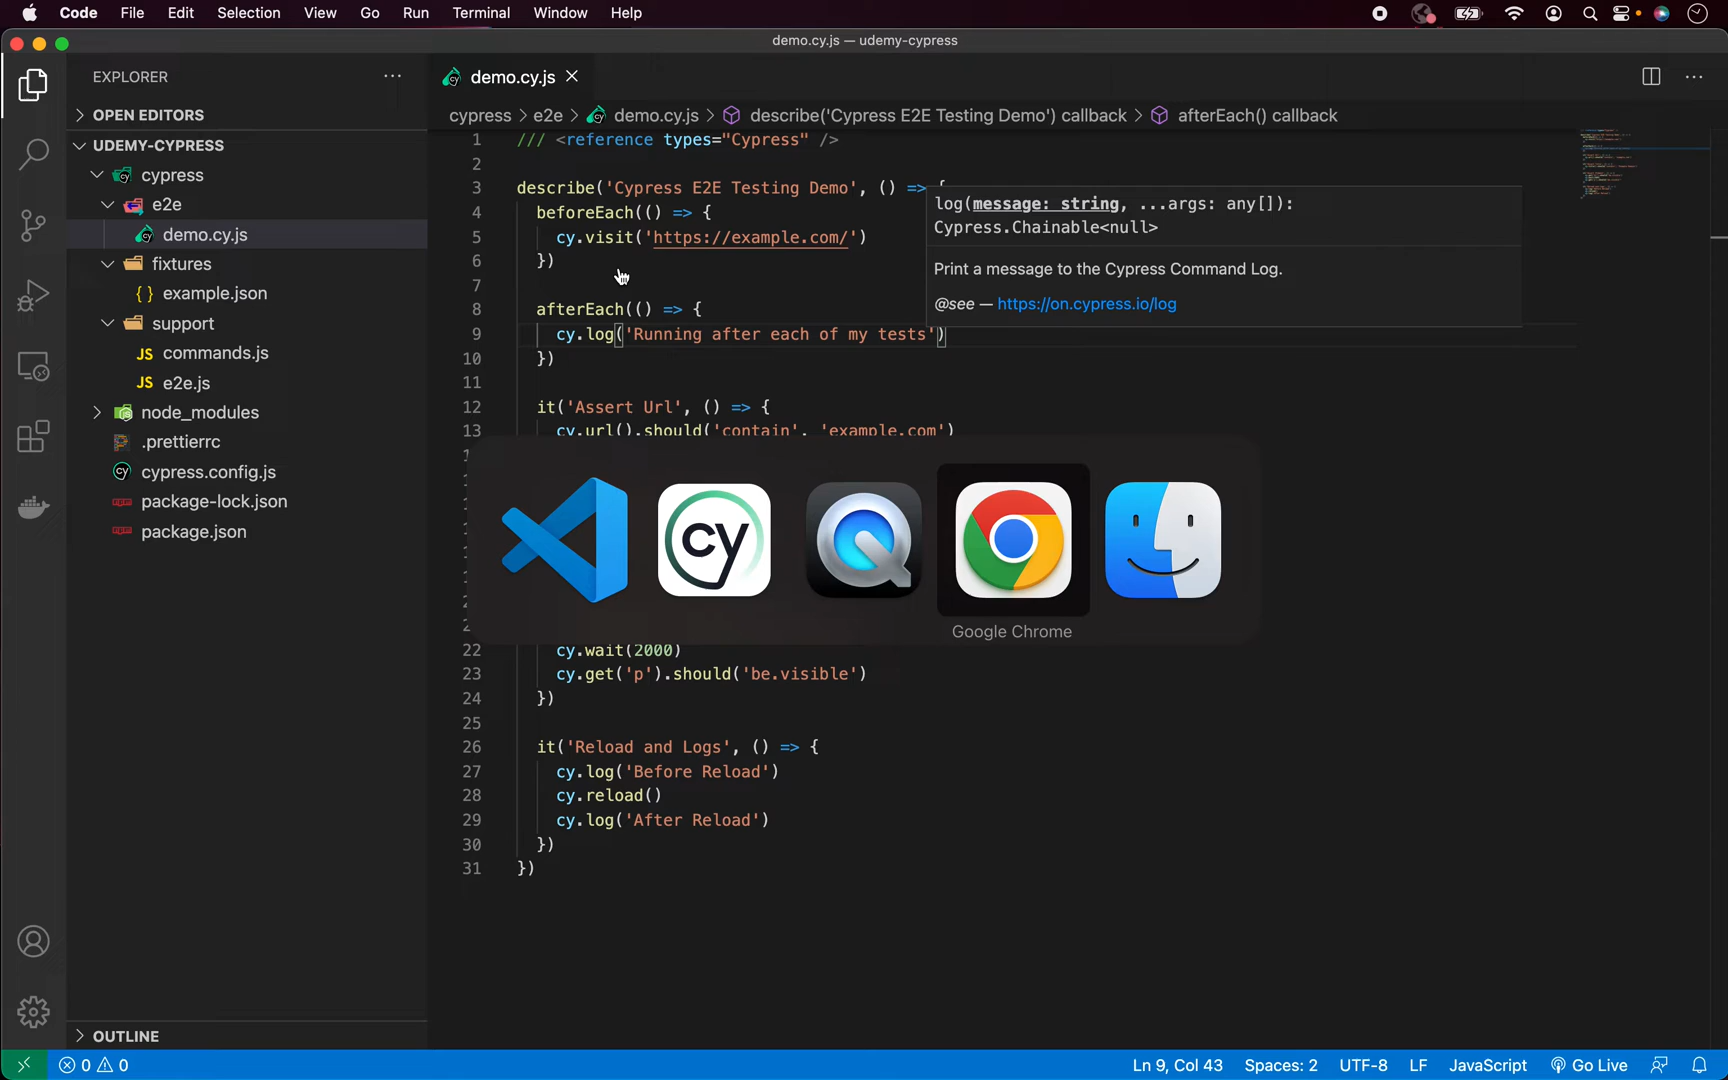 Code File Edit Selection View Go Run Terminal Window Help
demo.cy.js — udemy-cypress
EXPLORER
OPEN EDITORS
UDEMY-CYPRESS
cypress
e2e
demo.cy.js
fixtures
{ } example.json
support
JS commands.js
JS e2e.js
node_modules
.prettierrc
cypress.config.js
package-lock.json
package.json
OUTLINE
demo.cy.js
cypress > e2e > demo.cy.js > describe('Cypress E2E Testing Demo') callback > afterEach() callback
1 /// <reference types="Cypress" />
2
3 describe('Cypress E2E Testing Demo', () => {
4 beforeEach(() => {
5 cy.visit('https://example.com/')
6 })
7
8 afterEach(() => {
9 cy.log('Running after each of my tests')
10 })
11
12 it('Assert Url', () => {
13 cy.url().should('contain', 'example.com')
22 cy.wait(2000)
23 cy.get('p').should('be.visible')
24 })
25
26 it('Reload and Logs', () => {
27 cy.log('Before Reload')
28 cy.reload()
29 cy.log('After Reload')
30 })
31 })
log(message: string, ...args: any[]):
Cypress.Chainable<null>
Print a message to the Cypress Command Log.
@see — https://on.cypress.io/log
cy
Google Chrome
0 0
Ln 9, Col 43 Spaces: 2 UTF-8 LF JavaScript Go Live